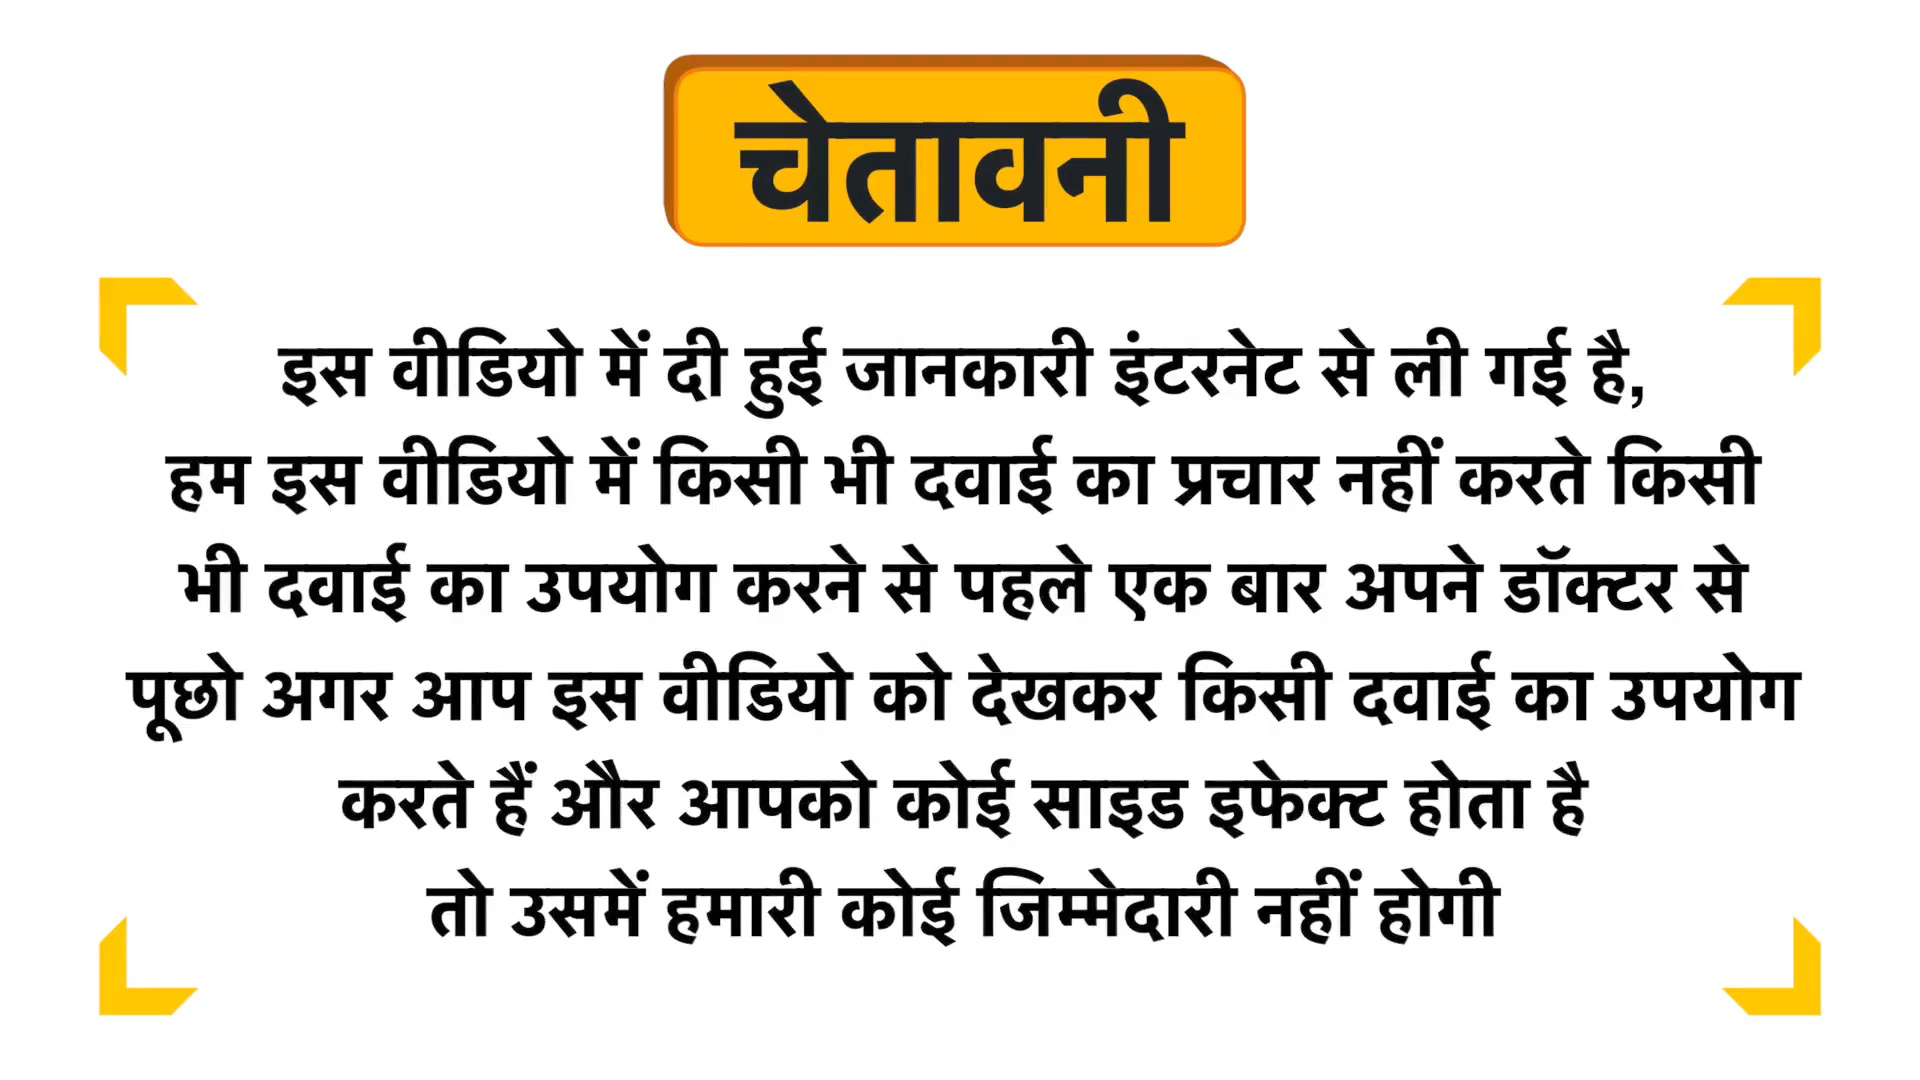 चेतावनी
इस वीडियो में दी हुई जानकारी इंटरनेट से ली गई है,
हम इस वीडियो में किसी भी दवाई का प्रचार नहीं करते किसी
भी दवाई का उपयोग करने से पहले एक बार अपने डॉक्टर से
पूछो अगर आप इस वीडियो को देखकर किसी दवाई का उपयोग
करते हैं और आपको कोई साइड इफेक्ट होता है
तो उसमें हमारी कोई जिम्मेदारी नहीं होगी